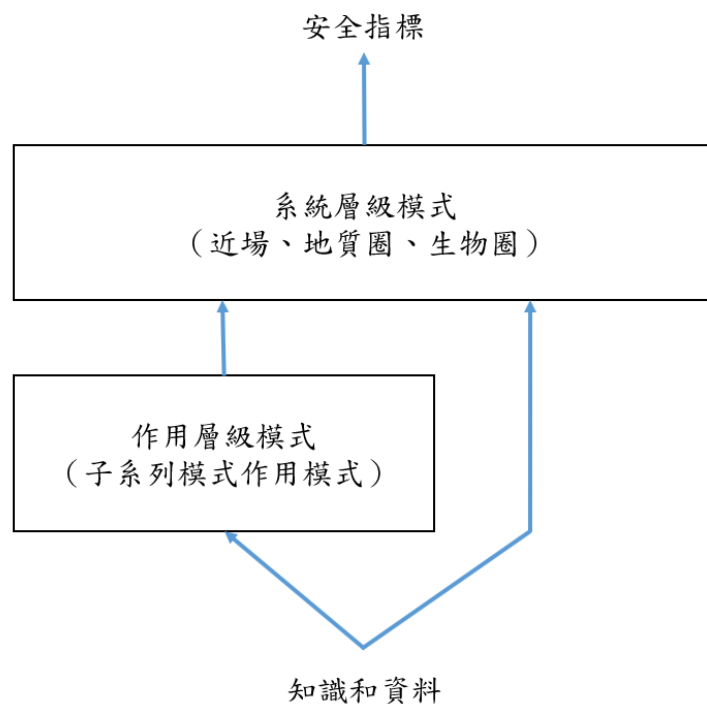 安全指標
系統層級模式
（近場、地質圈、生物圈）
作用層級模式
（子系列模式作用模式）
知識和資料